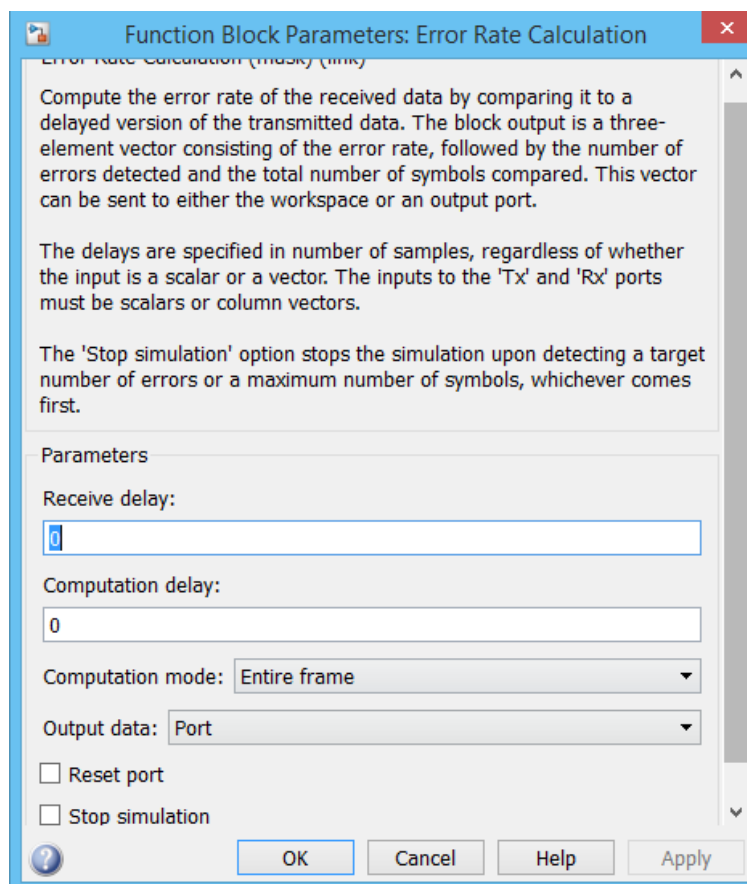 Function Block Parameters: Error Rate Calculation
Error Rate Calculation (mask) (link)
Compute the error rate of the received data by comparing it to a
delayed version of the transmitted data. The block output is a three-
element vector consisting of the error rate, followed by the number of
errors detected and the total number of symbols compared. This vector
can be sent to either the workspace or an output port.
The delays are specified in number of samples, regardless of whether
the input is a scalar or a vector. The inputs to the 'Tx' and 'Rx' ports
must be scalars or column vectors.
The 'Stop simulation' option stops the simulation upon detecting a target
number of errors or a maximum number of symbols, whichever comes
first.
Parameters
Receive delay:
0
Computation delay:
0
Computation mode: Entire frame
Output data: Port
Reset port
Stop simulation
? OK Cancel Help Apply